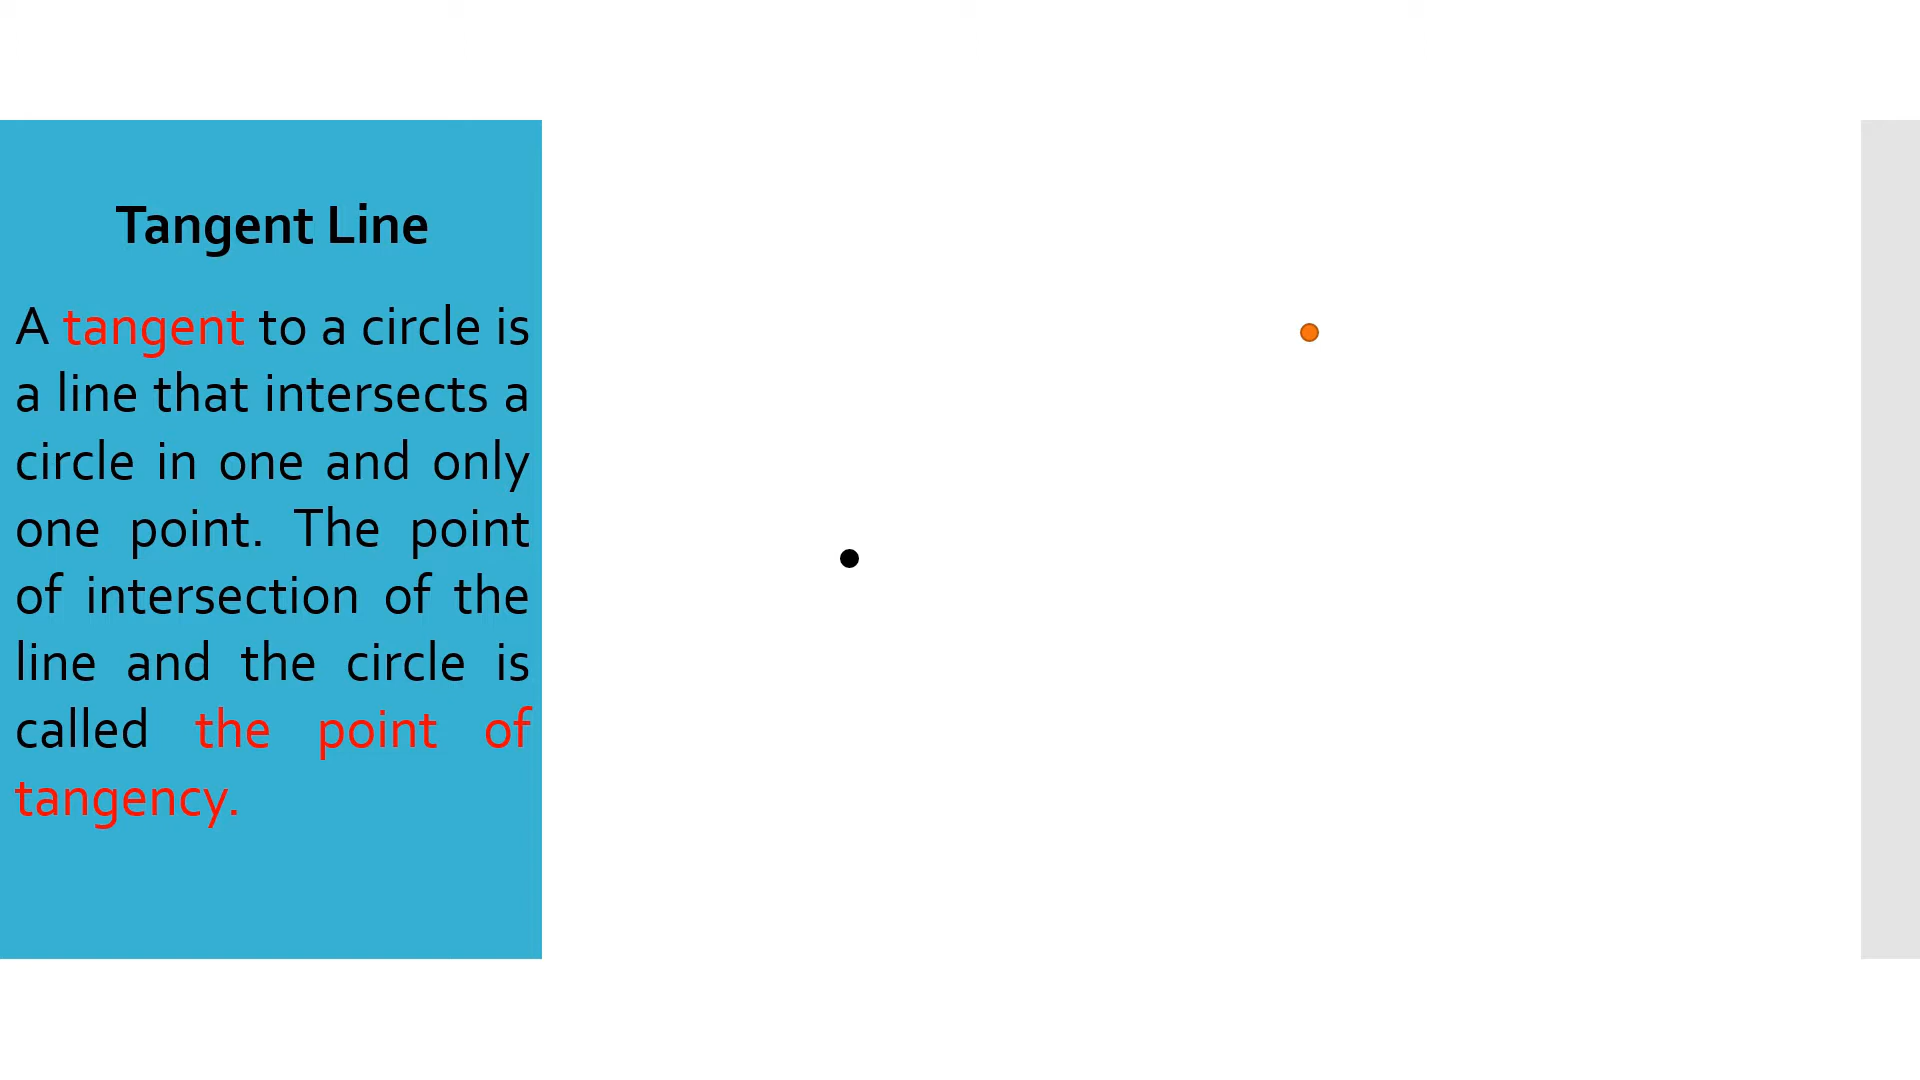 Tangent Line
A tangent to a circle is
a line that intersects a
circle in one and only
one point. The point
of intersection of the
line and the circle is
called the point of
tangency.